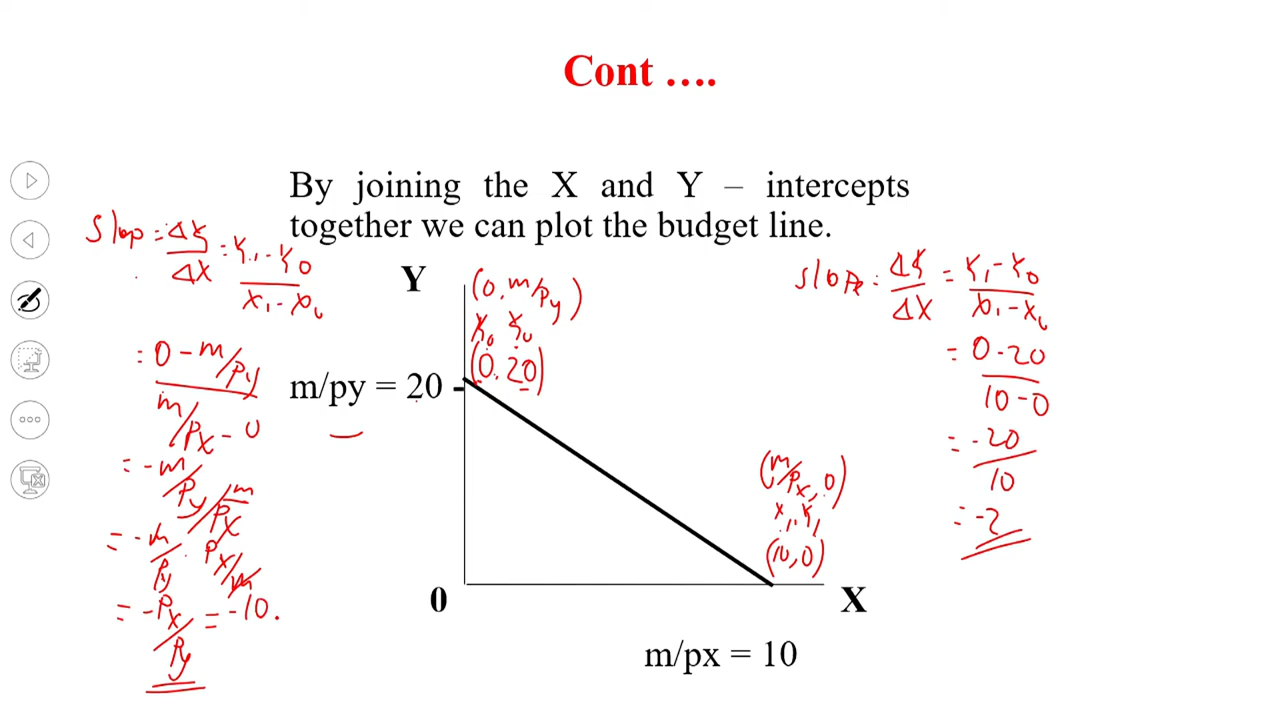 Cont ....
By joining the X and Y – intercepts
together we can plot the budget line.
Slop = ΔY/ΔX = Y₁ - Y₀ / X₁ - X₀
= 0 - m/py / m/px - 0
= -m/py / m/px
= -m/py . px/m
= -Px/Py = -10.
Y
(0, m/py)
X₀ Y₀
(0, 20)
m/py = 20
(m/px, 0)
X₁, Y₁
(10, 0)
0
X
m/px = 10
Slope = ΔY/ΔX = Y₁ - Y₀ / X₁ - X₀
= 0 - 20 / 10 - 0
= -20 / 10
= -2